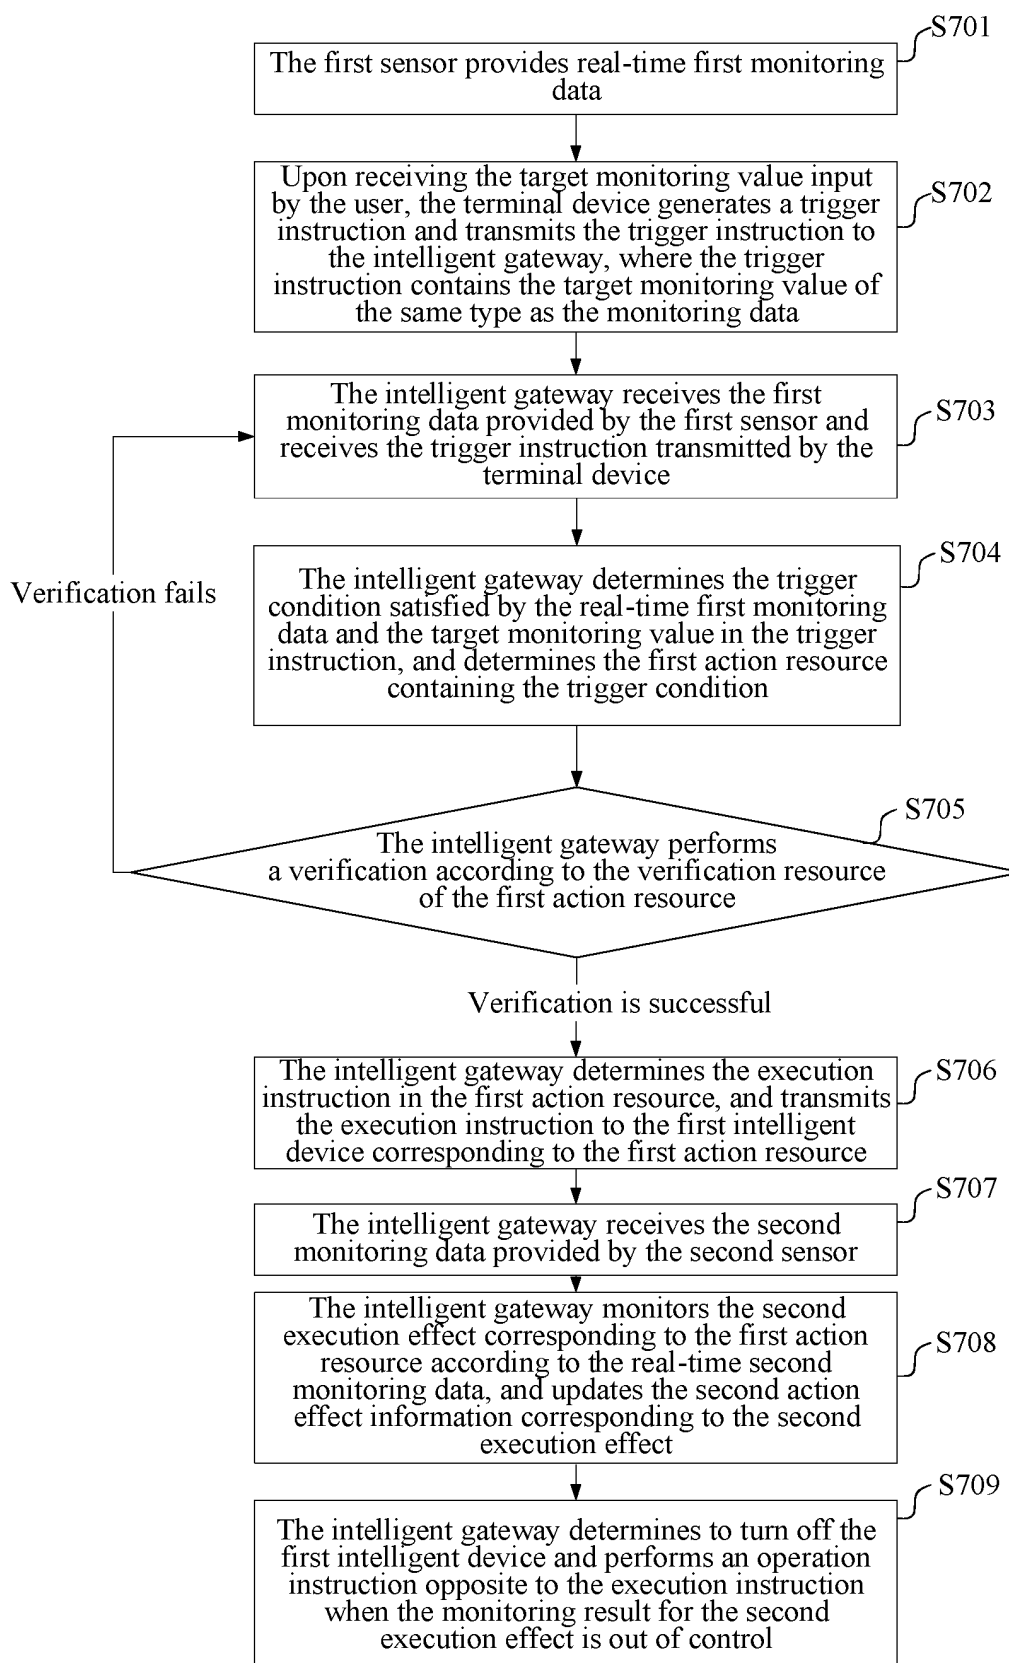 S701
The first sensor provides real-time first monitoring
data
S702
Upon receiving the target monitoring value input
by the user, the terminal device generates a trigger
instruction and transmits the trigger instruction to
the intelligent gateway, where the trigger
instruction contains the target monitoring value of
the same type as the monitoring data
S703
The intelligent gateway receives the first
monitoring data provided by the first sensor and
receives the trigger instruction transmitted by the
terminal device
S704
The intelligent gateway determines the trigger
condition satisfied by the real-time first monitoring
data and the target monitoring value in the trigger
instruction, and determines the first action resource
containing the trigger condition
Verification fails
S705
The intelligent gateway performs
a verification according to the verification resource
of the first action resource
Verification is successful
S706
The intelligent gateway determines the execution
instruction in the first action resource, and transmits
the execution instruction to the first intelligent
device corresponding to the first action resource
S707
The intelligent gateway receives the second
monitoring data provided by the second sensor
S708
The intelligent gateway monitors the second
execution effect corresponding to the first action
resource according to the real-time second
monitoring data, and updates the second action
effect information corresponding to the second
execution effect
S709
The intelligent gateway determines to turn off the
first intelligent device and performs an operation
instruction opposite to the execution instruction
when the monitoring result for the second
execution effect is out of control